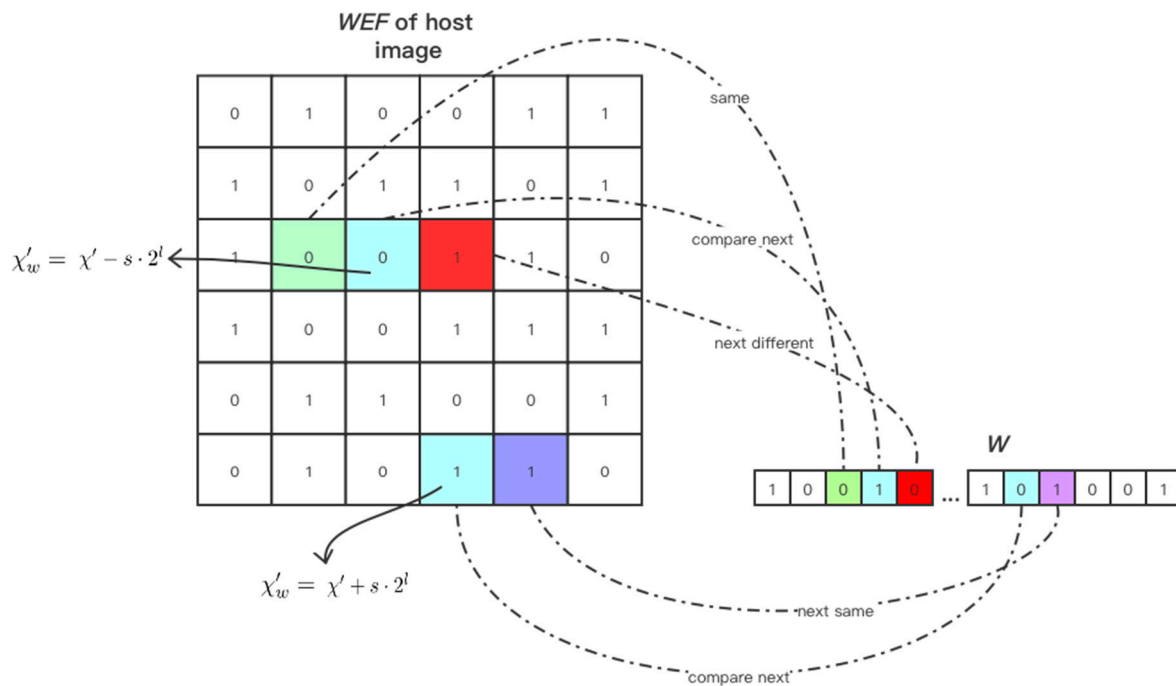 WEF of host
image
0 1 0 0 1 1
same
1 0 1 1 0 1
compare next
χ′w = χ′ − s · 2^l
1 0 0 1 1 0
1 0 0 1 1 1
next different
0 1 1 0 0 1
W
0 1 0 1 1 0
1 0 0 1 0 ... 1 0 1 0 0 1
χ′w = χ′ + s · 2^l
next same
compare next